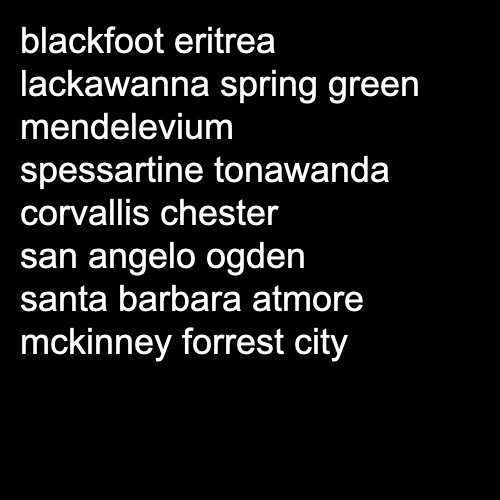 blackfoot eritrea
lackawanna spring green
mendelevium
spessartine tonawanda
corvallis chester
san angelo ogden
santa barbara atmore
mckinney forrest city